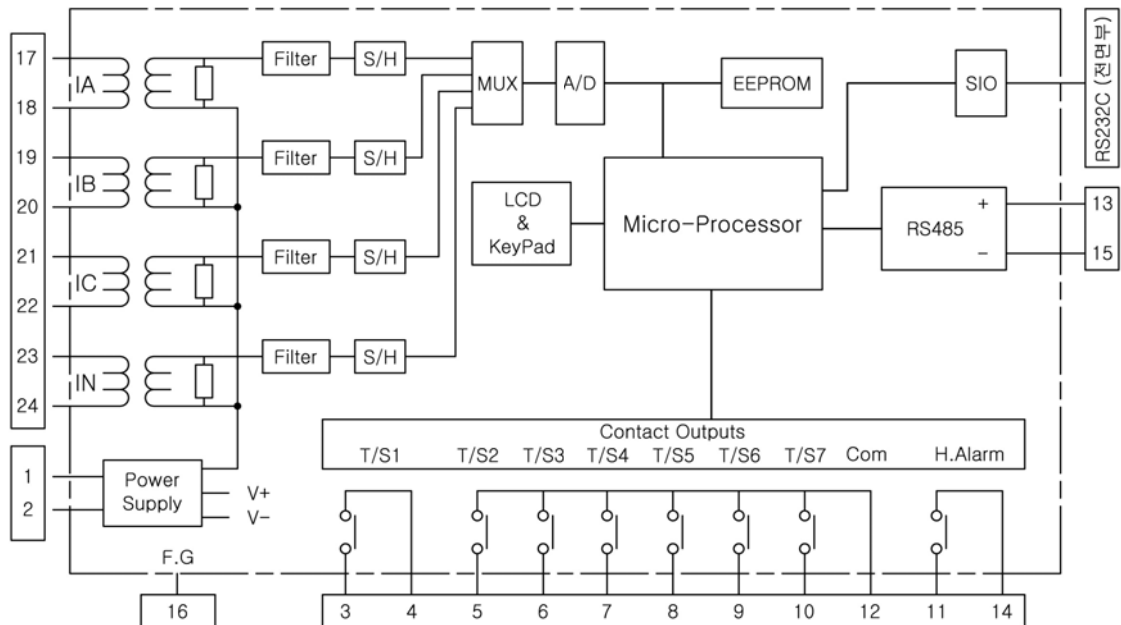 17
IA
18
19
IB
20
21
IC
22
23
IN
24
1
2
Filter
S/H
Filter
S/H
Filter
S/H
Filter
S/H
MUX
A/D
EEPROM
SIO
RS232C (전면부)
LCD
&
KeyPad
Micro-Processor
RS485
+
-
13
15
Power
Supply
V+
V-
F.G
16
Contact Outputs
T/S1 T/S2 T/S3 T/S4 T/S5 T/S6 T/S7 Com H.Alarm
3 4 5 6 7 8 9 10 12 11 14